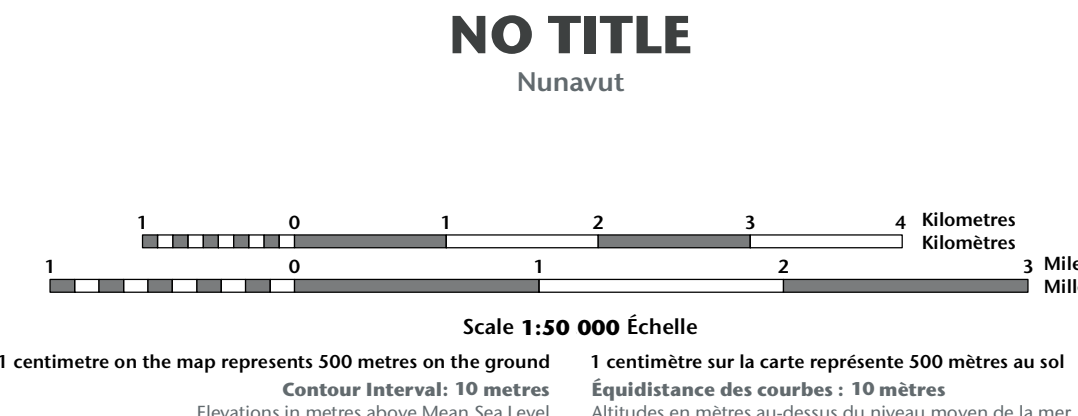 NO TITLE
Nunavut
1 0 1 2 3 4 Kilometres
Kilomètres
1 0 1 2 3 Mile
Mill
Scale 1:50 000 Échelle
1 centimetre on the map represents 500 metres on the ground
1 centimètre sur la carte représente 500 mètres au sol
Contour Interval: 10 metres
Équidistance des courbes : 10 mètres
Elevations in metres above Mean Sea Level
Altitudes en mètres au-dessus du niveau moyen de la mer